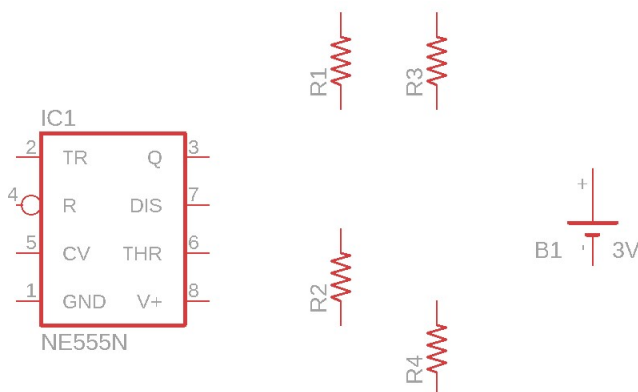 IC1
2 TR Q 3
4 R DIS 7
5 CV THR 6
1 GND V+ 8
NE555N
R1
R3
R2
R4
+
B1 - 3V